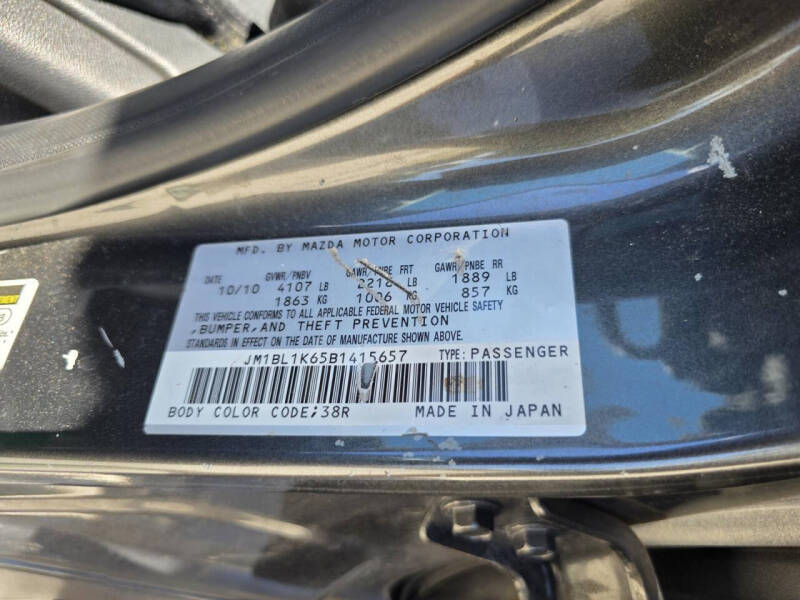 MFD. BY MAZDA MOTOR CORPORATION
DATE GVWR/PNBV GAWR/PNBE FRT GAWR/PNBE RR
10/10 4107 LB 2218 LB 1889 LB
1863 KG 1006 KG 857 KG
THIS VEHICLE CONFORMS TO ALL APPLICABLE FEDERAL MOTOR VEHICLE SAFETY
,BUMPER,AND THEFT PREVENTION
STANDARDS IN EFFECT ON THE DATE OF MANUFACTURE SHOWN ABOVE.
JM1BL1K65B1415657 TYPE:PASSENGER
BODY COLOR CODE;38R MADE IN JAPAN